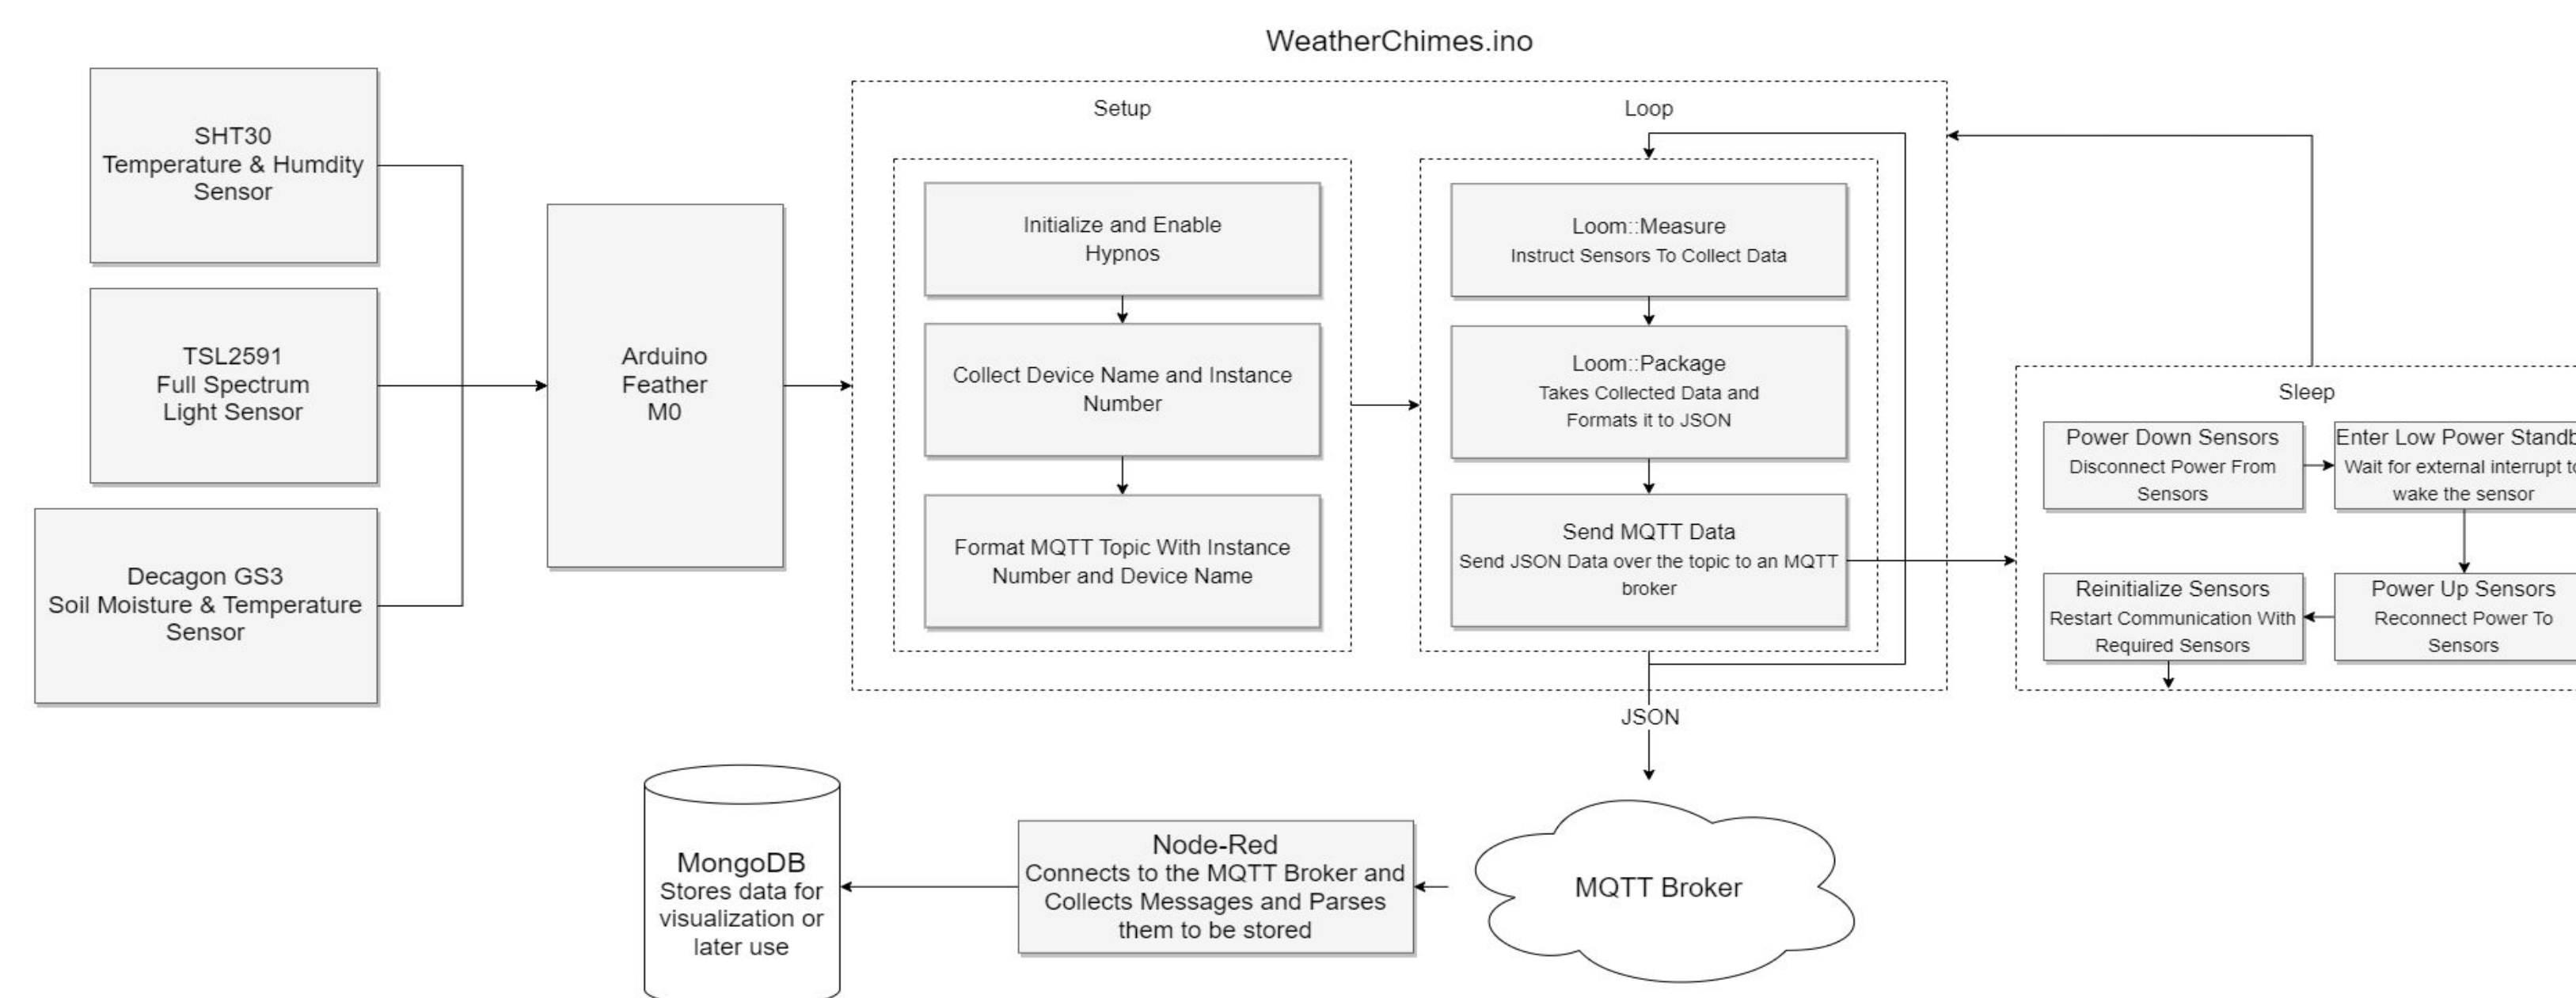 WeatherChimes.ino
SHT30
Temperature & Humdity
Sensor
TSL2591
Full Spectrum
Light Sensor
Decagon GS3
Soil Moisture & Temperature
Sensor
Arduino
Feather
M0
Setup
Initialize and Enable
Hypnos
Collect Device Name and Instance
Number
Format MQTT Topic With Instance
Number and Device Name
Loop
Loom::Measure
Instruct Sensors To Collect Data
Loom::Package
Takes Collected Data and
Formats it to JSON
Send MQTT Data
Send JSON Data over the topic to an MQTT
broker
Sleep
Power Down Sensors
Disconnect Power From
Sensors
Enter Low Power
Wait for external interrupt
wake the sensor
Power Up Sensors
Reconnect Power To
Sensors
Reinitialize Sensors
Restart Communication With
Required Sensors
JSON
MQTT Broker
Node-Red
Connects to the MQTT Broker and
Collects Messages and Parses
them to be stored
MongoDB
Stores data for
visualization or
later use